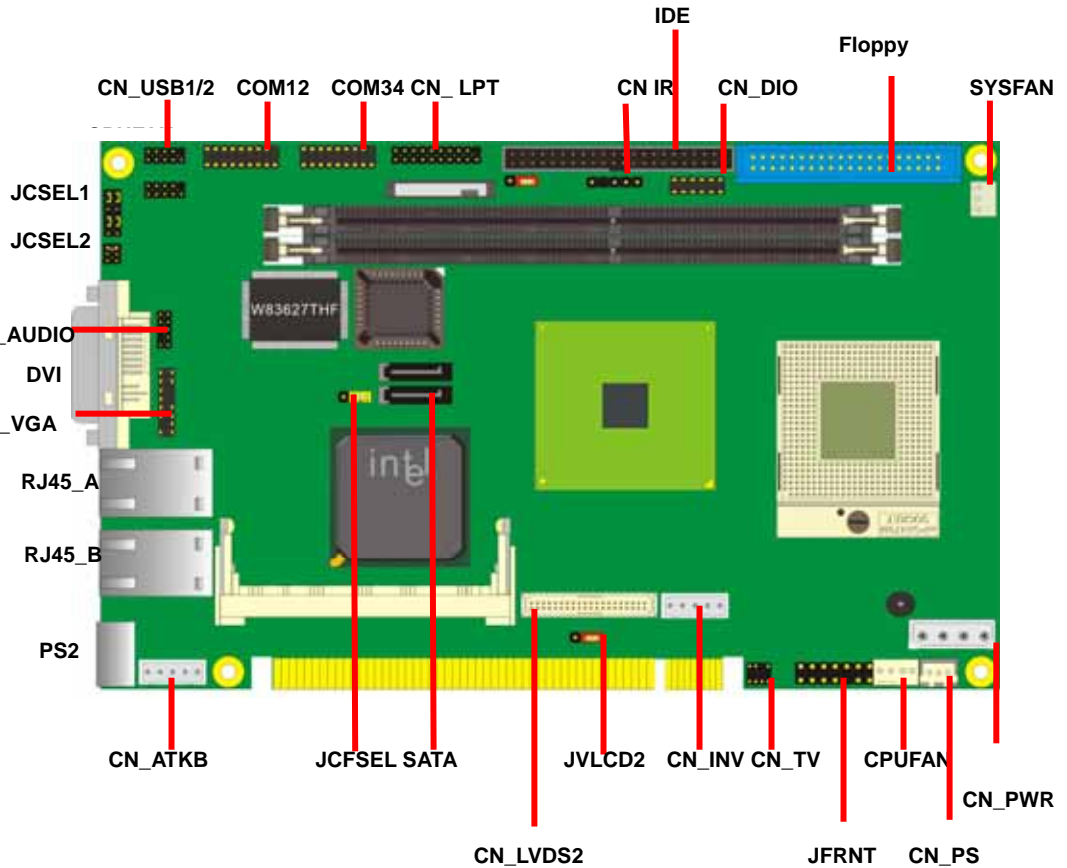 IDE
Floppy
CN_USB1/2 COM12 COM34 CN_ LPT CN IR CN_DIO SYSFAN
JCSEL1
JCSEL2
W83627THF
_AUDIO
DVI
_VGA
intel
RJ45_A
RJ45_B
PS2
CN_ATKB JCFSEL SATA JVLCD2 CN_INV CN_TV CPUFAN
CN_PWR
CN_LVDS2 JFRNT CN_PS